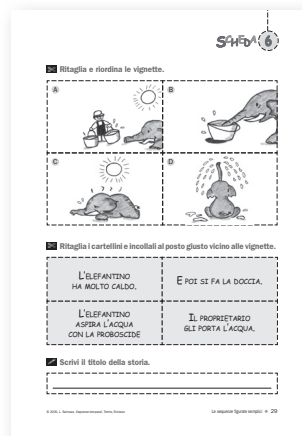 SCHEDA 6
Ritaglia e riordina le vignette.
A
B
C
D
Ritaglia i cartellini e incollali al posto giusto vicino alle vignette.
L'ELEFANTINO
HA MOLTO CALDO.
E POI SI FA LA DOCCIA.
L'ELEFANTINO
ASPIRA L'ACQUA
CON LA PROBOSCIDE
IL PROPRIETARIO
GLI PORTA L'ACQUA.
Scrivi il titolo della storia.
Le sequenze figurate semplici ♦ 29